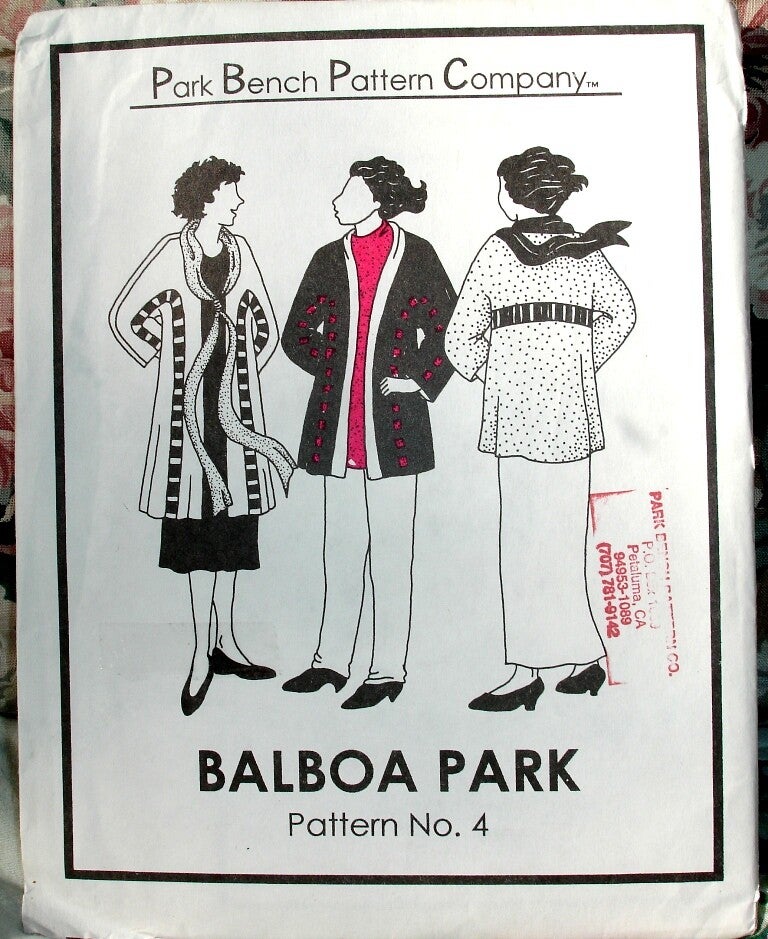 Park Bench Pattern Company™
PARK BENCH PATTERN CO.
P.O.
Petaluma, CA
94953-1089
(707) 781-9142
BALBOA PARK
Pattern No. 4